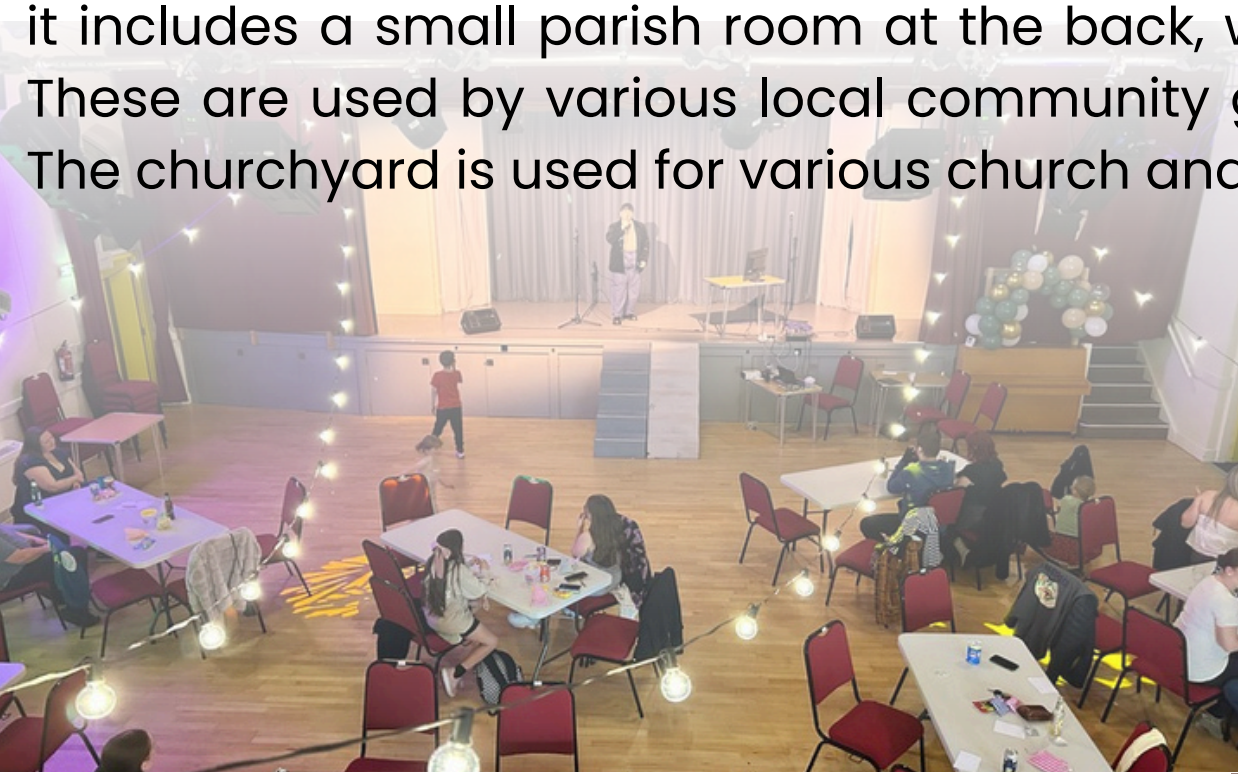 it includes a small parish room at the back,
These are used by various local community
The churchyard is used for various church and